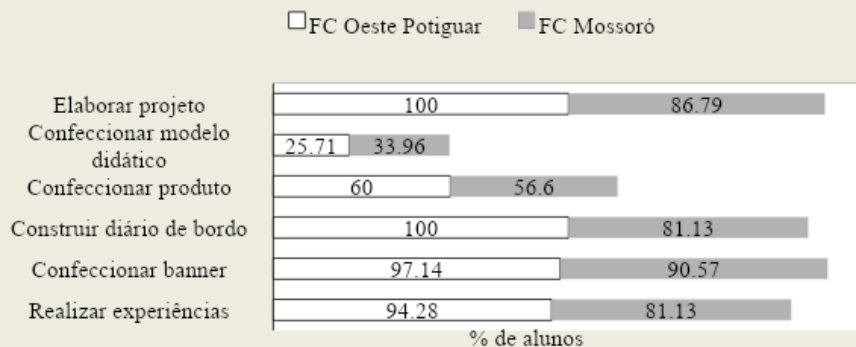 FC Oeste Potiguar FC Mossoró
Elaborar projeto 100 86.79
Confeccionar modelo
didático 25.71 33.96
Confeccionar produto 60 56.6
Construir diário de bordo 100 81.13
Confeccionar banner 97.14 90.57
Realizar experiências 94.28 81.13
% de alunos